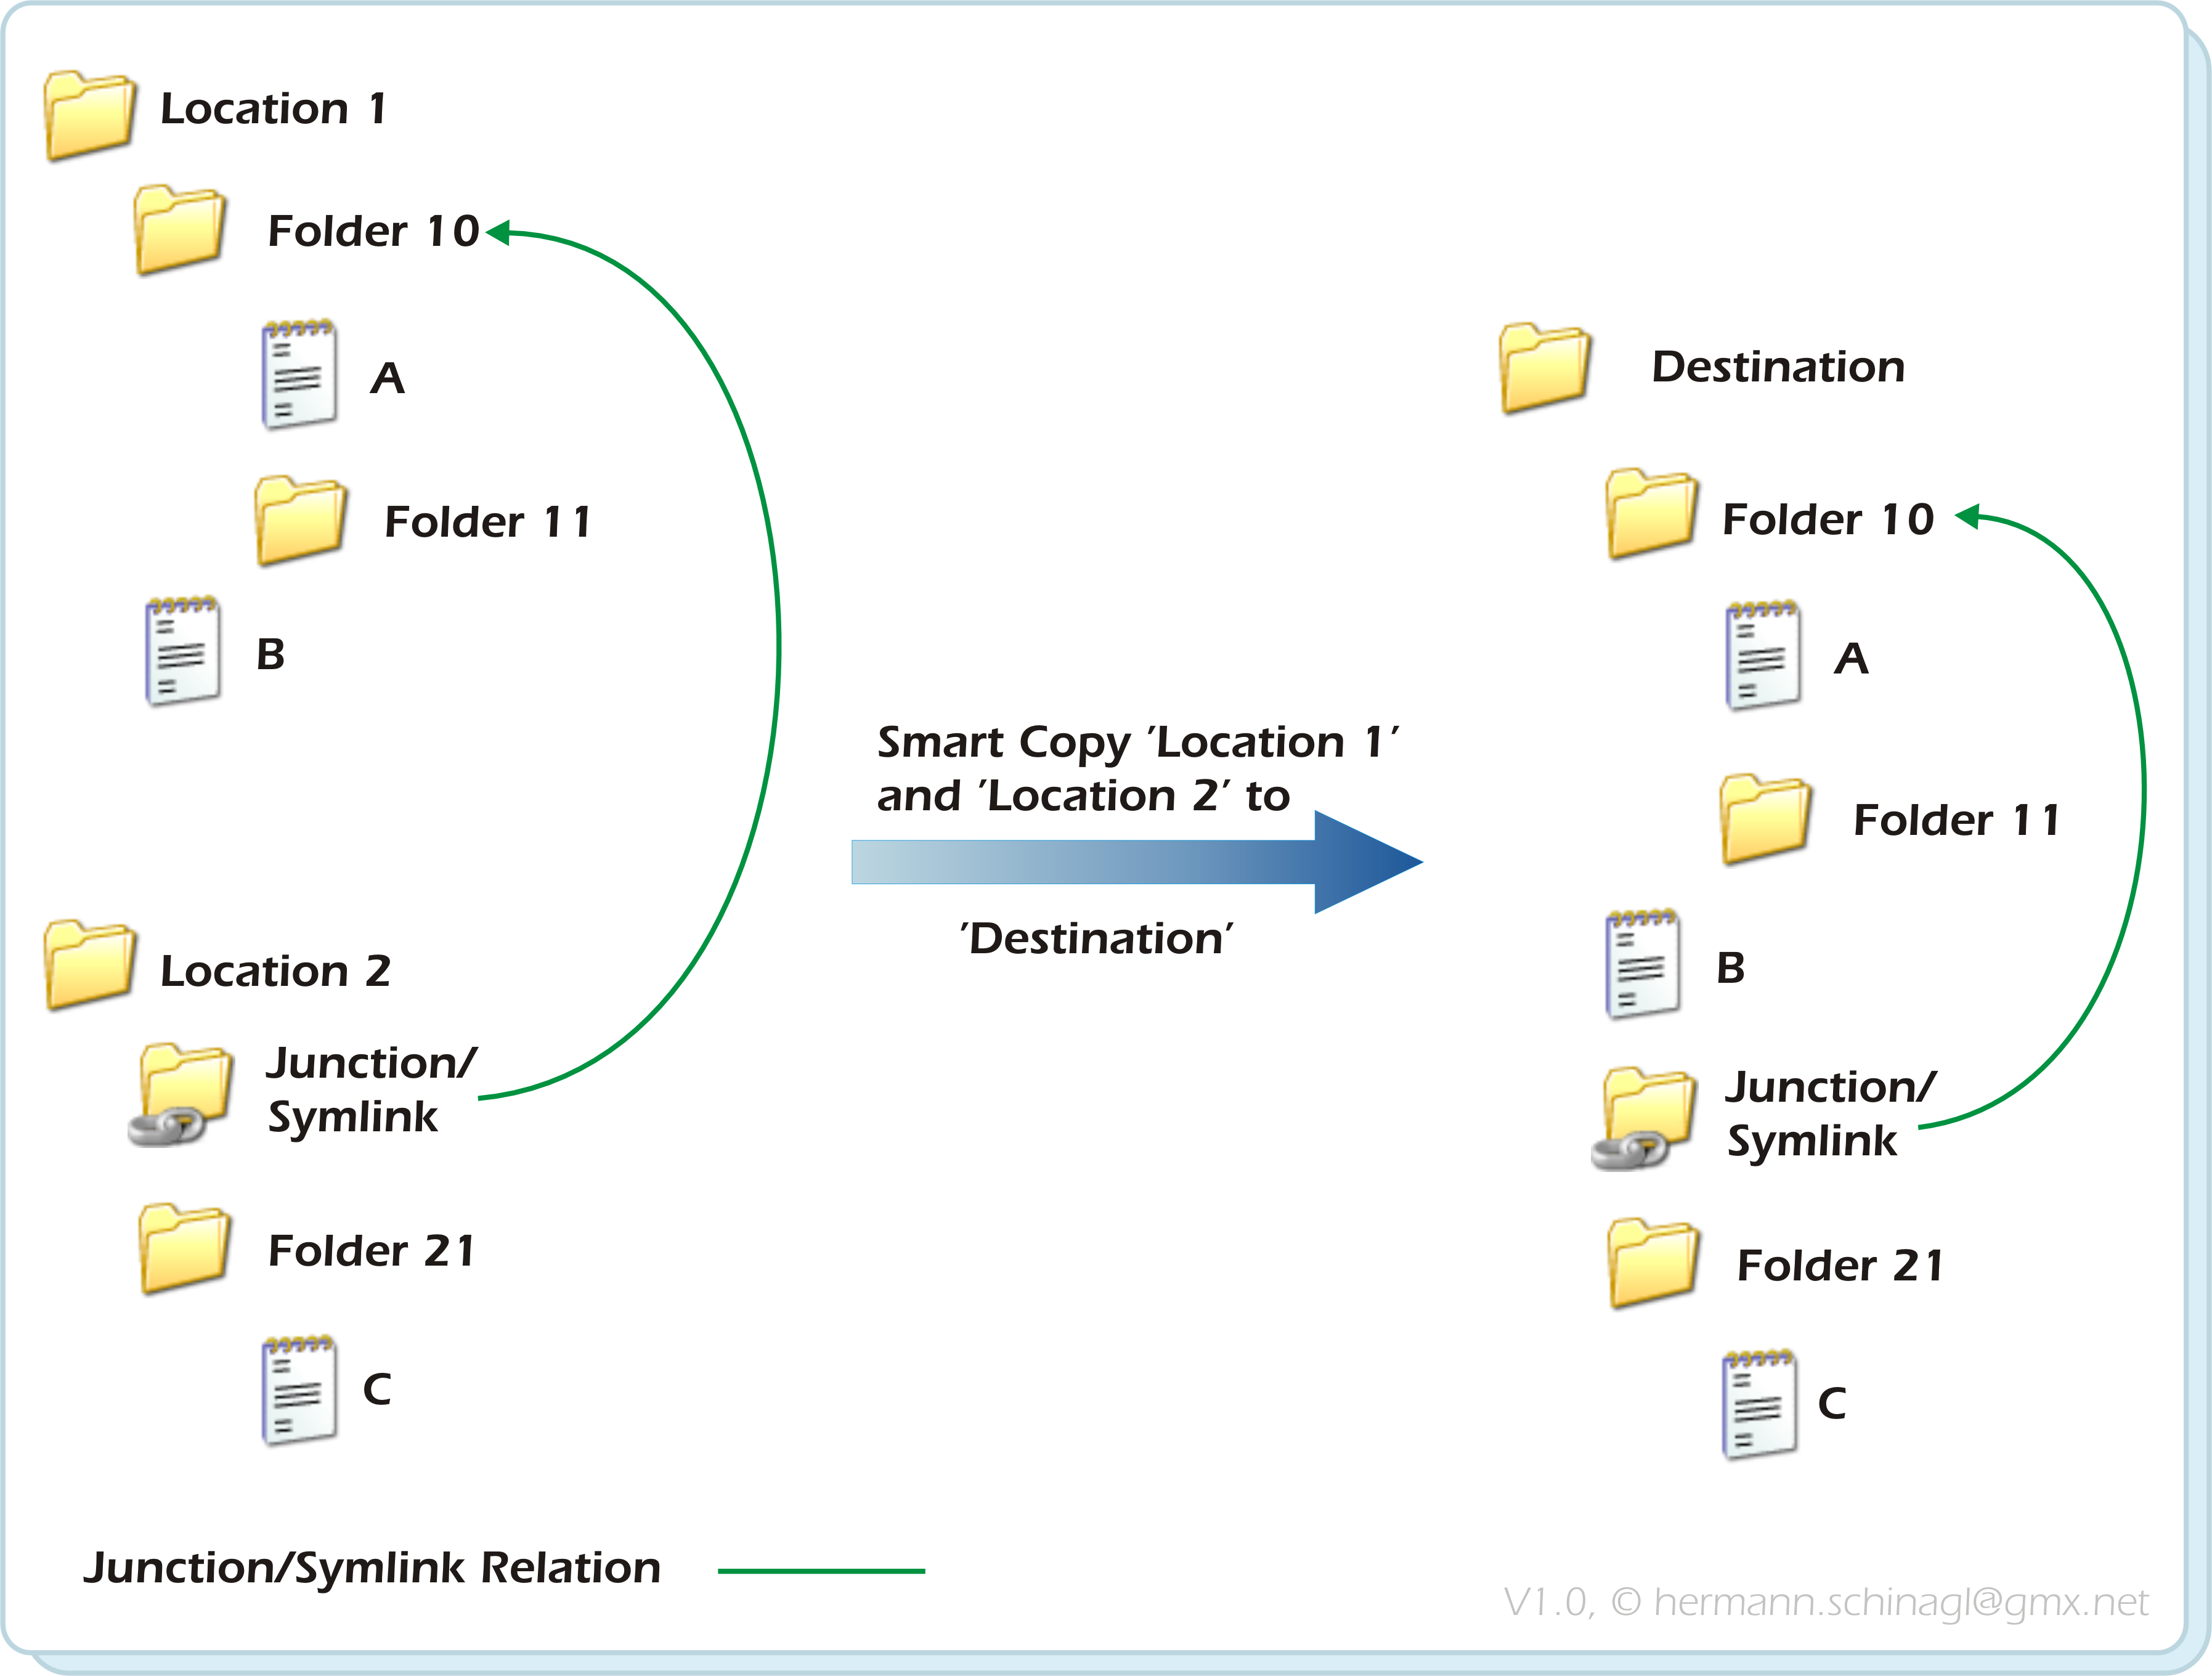 Location 1
Folder 10
A
Folder 11
B
Location 2
Junction/
Symlink
Folder 21
C
Smart Copy 'Location 1'
and 'Location 2' to
'Destination'
Destination
Folder 10
A
Folder 11
B
Junction/
Symlink
Folder 21
C
Junction/Symlink Relation
V1.0, © hermann.schinagl@gmx.net